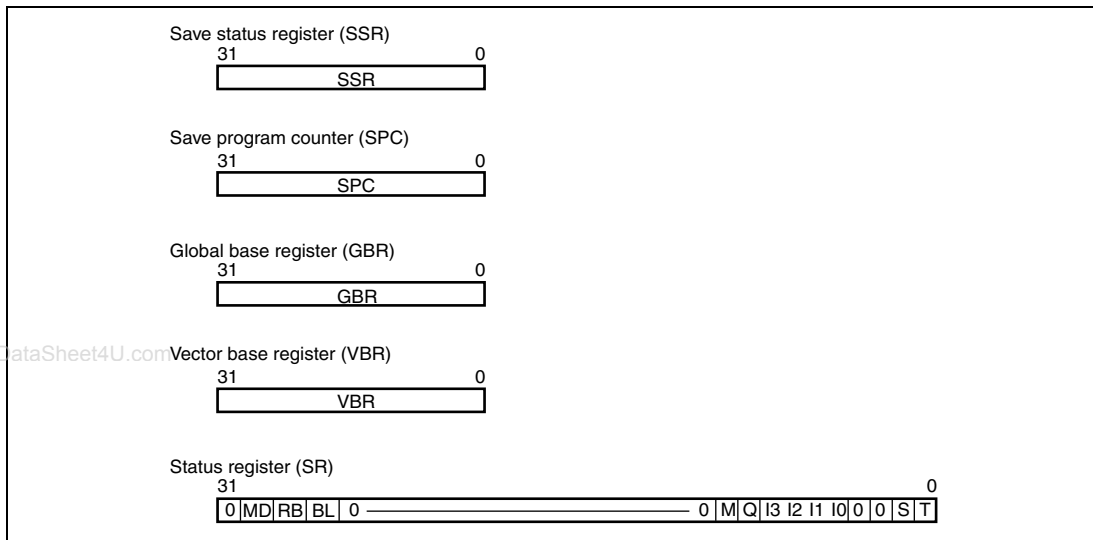 Save status register (SSR)
31 0
SSR
Save program counter (SPC)
31 0
SPC
Global base register (GBR)
31 0
GBR
DataSheet4U.com
Vector base register (VBR)
31 0
VBR
Status register (SR)
31 0
0 MD RB BL 0 0 M Q I3 I2 I1 I0 0 0 S T